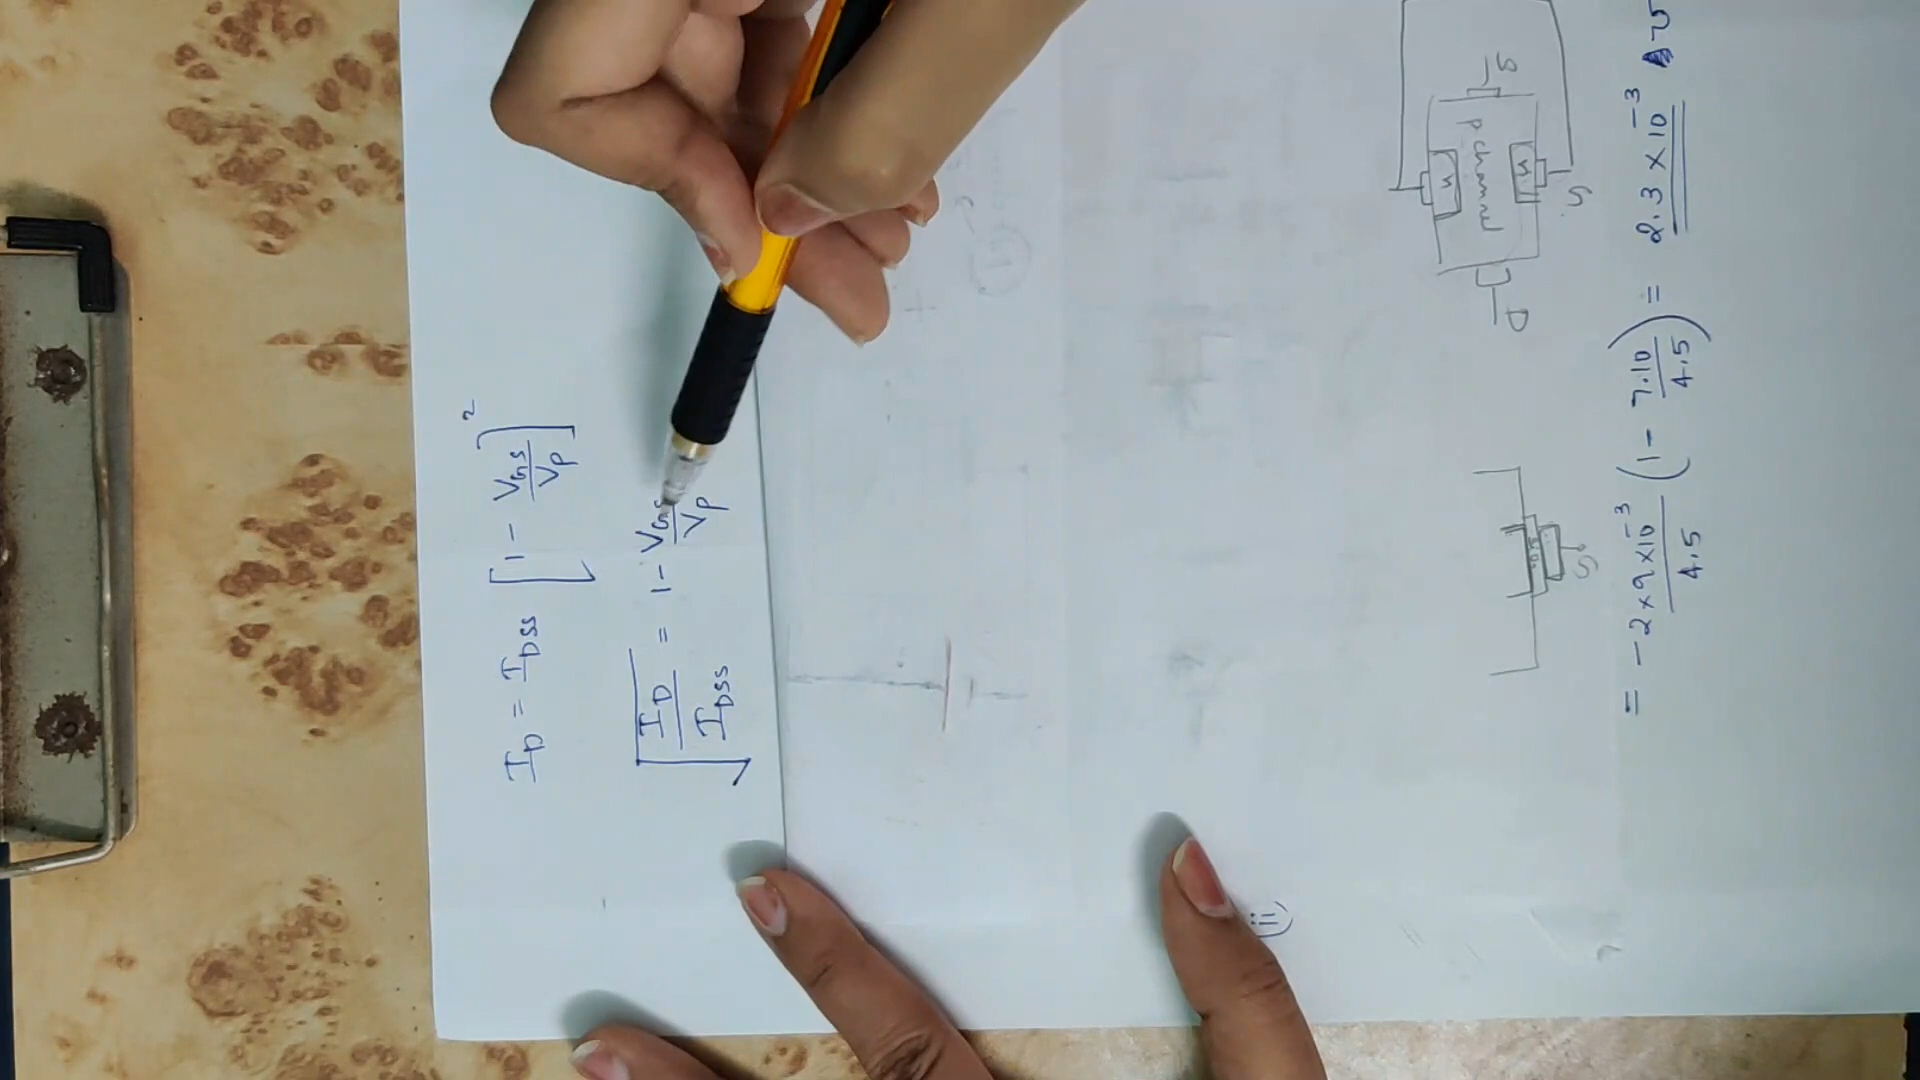 I_D = I_DSS [1 - V_GS/V_P]²
√(I_D/I_DSS) = 1 - V_GS/V_P
(ii)
S
P channel
n
n
G
D
G
= -2×9×10⁻³/4.5 (1 - 7.10/4.5) = 2.3×10⁻³ ʊ